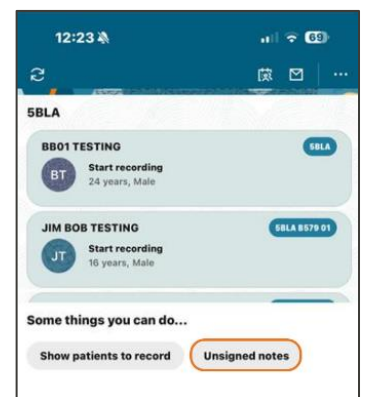 12:23
69
5BLA
BB01 TESTING
5BLA
BT
Start recording
24 years, Male
JIM BOB TESTING
5BLA B579 01
JT
Start recording
16 years, Male
Some things you can do...
Show patients to record
Unsigned notes